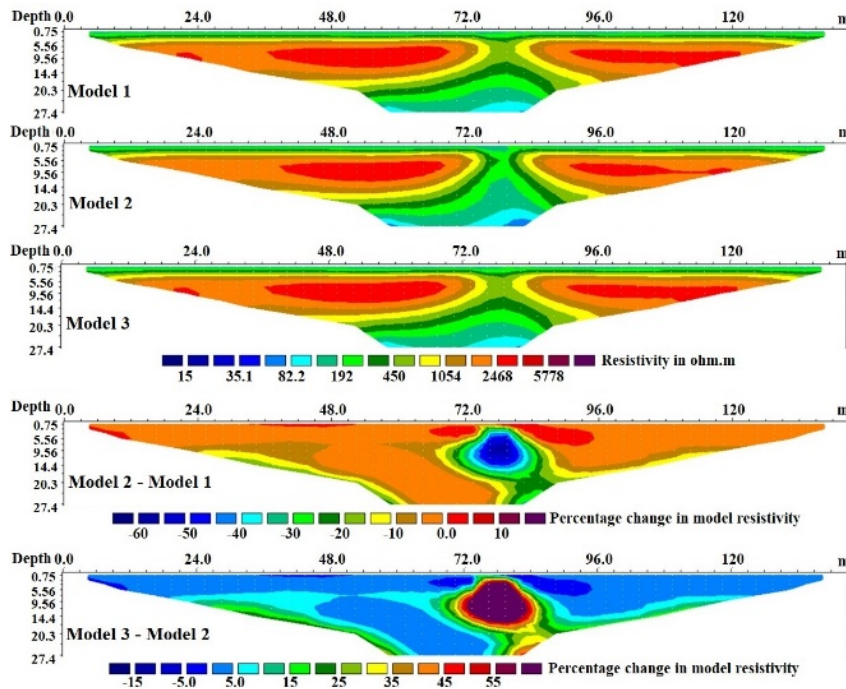 Depth 0.0 24.0 48.0 72.0 96.0 120 m
0.75
5.56
9.56
14.4
20.3
27.4
Model 1
Depth 0.0 24.0 48.0 72.0 96.0 120 m
0.75
5.56
9.56
14.4
20.3
27.4
Model 2
Depth 0.0 24.0 48.0 72.0 96.0 120 m
0.75
5.56
9.56
14.4
20.3
27.4
Model 3
Resistivity in ohm.m
15 35.1 82.2 192 450 1054 2468 5778
Depth 0.0 24.0 48.0 72.0 96.0 120 m
0.75
5.56
9.56
14.4
20.3
27.4
Model 2 - Model 1
Percentage change in model resistivity
-60 -50 -40 -30 -20 -10 0.0 10
Depth 0.0 24.0 48.0 72.0 96.0 120 m
0.75
5.56
9.56
14.4
20.3
27.4
Model 3 - Model 2
Percentage change in model resistivity
-15 -5.0 5.0 15 25 35 45 55